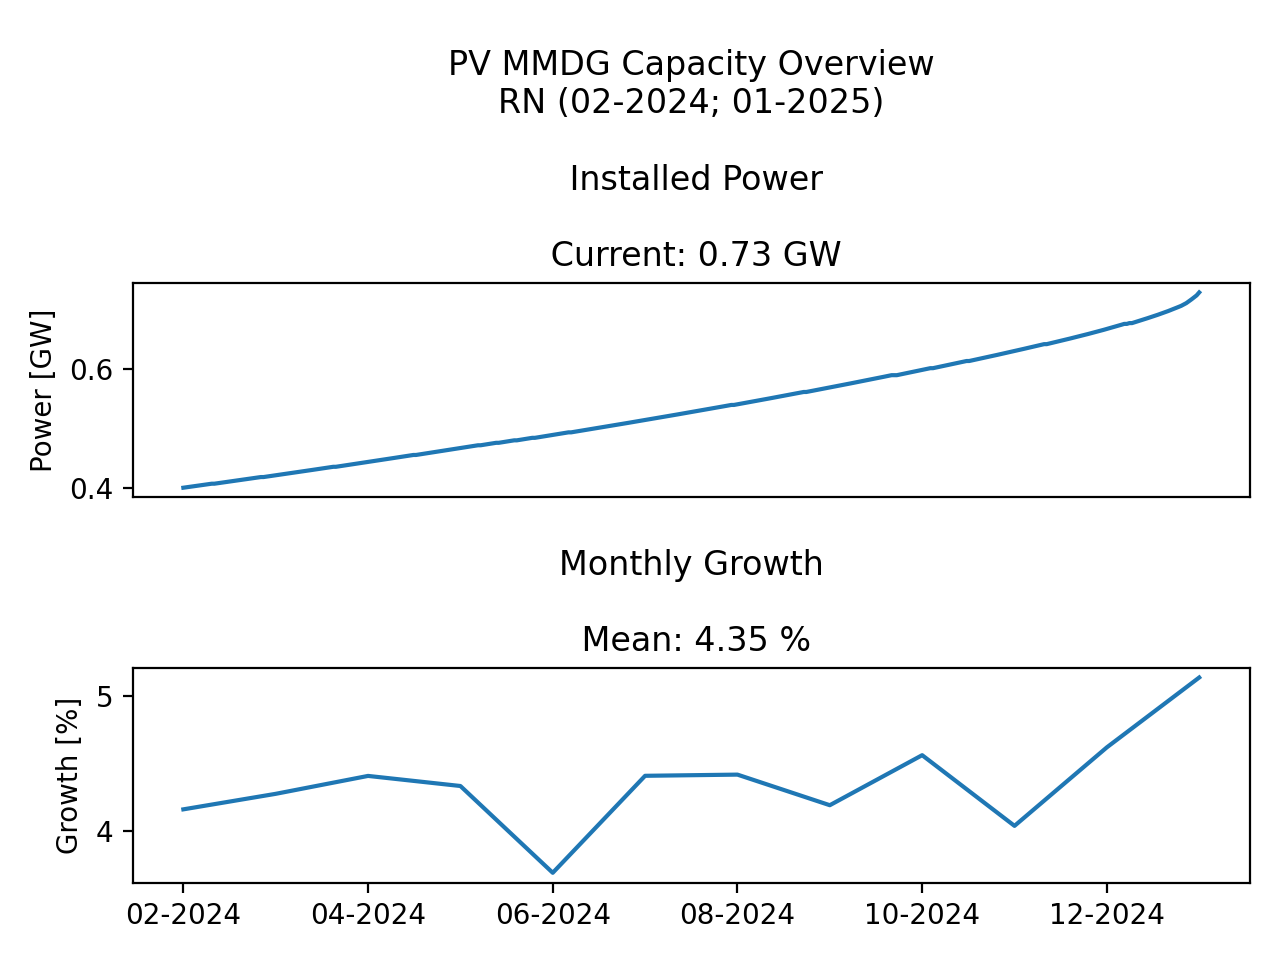 PV MMDG Capacity Overview
RN (02-2024; 01-2025)
Installed Power
Current: 0.73 GW
Power [GW]
0.6
0.4
Monthly Growth
Mean: 4.35 %
Growth [%]
5
4
02-2024 04-2024 06-2024 08-2024 10-2024 12-2024